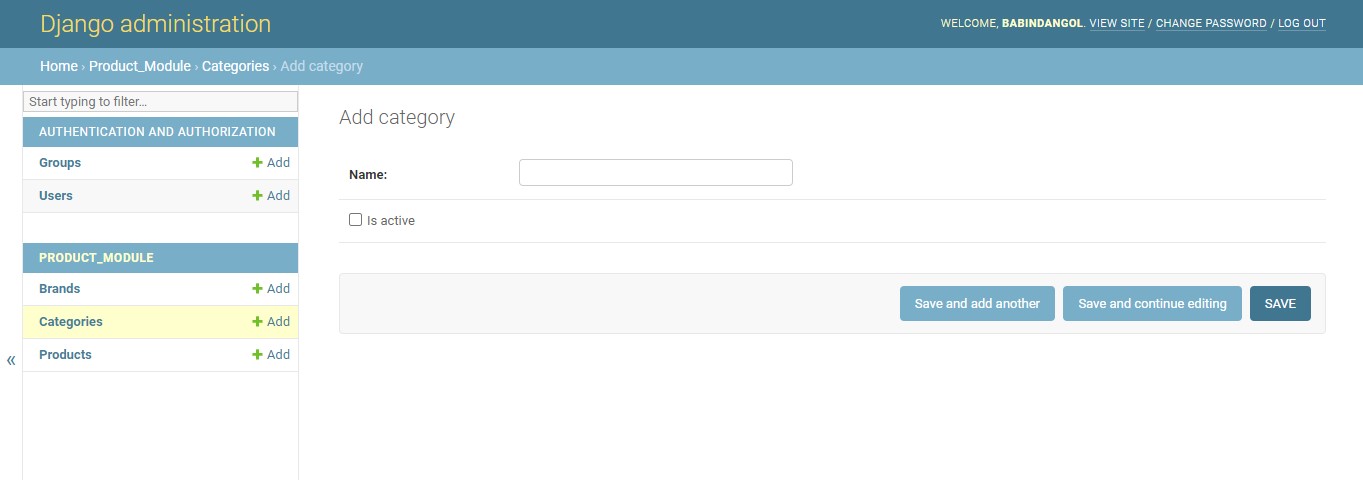 Django administration
WELCOME, BABINDANGOL. VIEW SITE / CHANGE PASSWORD / LOG OUT
Home › Product_Module › Categories › Add category
Start typing to filter...
AUTHENTICATION AND AUTHORIZATION
Groups + Add
Users + Add
PRODUCT_MODULE
Brands + Add
Categories + Add
Products + Add
«
Add category
Name:
Is active
Save and add another
Save and continue editing
SAVE